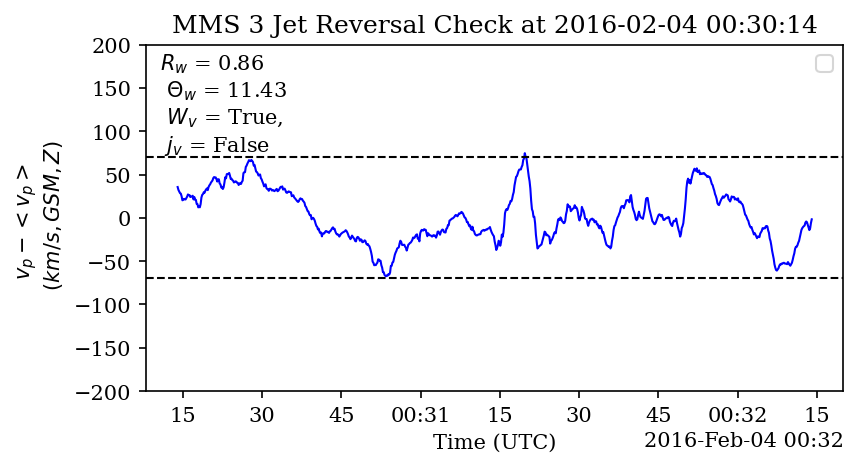 MMS 3 Jet Reversal Check at 2016-02-04 00:30:14
R_w = 0.86
Θ_w = 11.43
W_v = True,
j_v = False
200
150
100
50
0
−50
−100
−150
−200
v_p − < v_p >
(km/s, GSM, Z)
15 30 45 00:31 15 30 45 00:32 15
Time (UTC)
2016-Feb-04 00:32